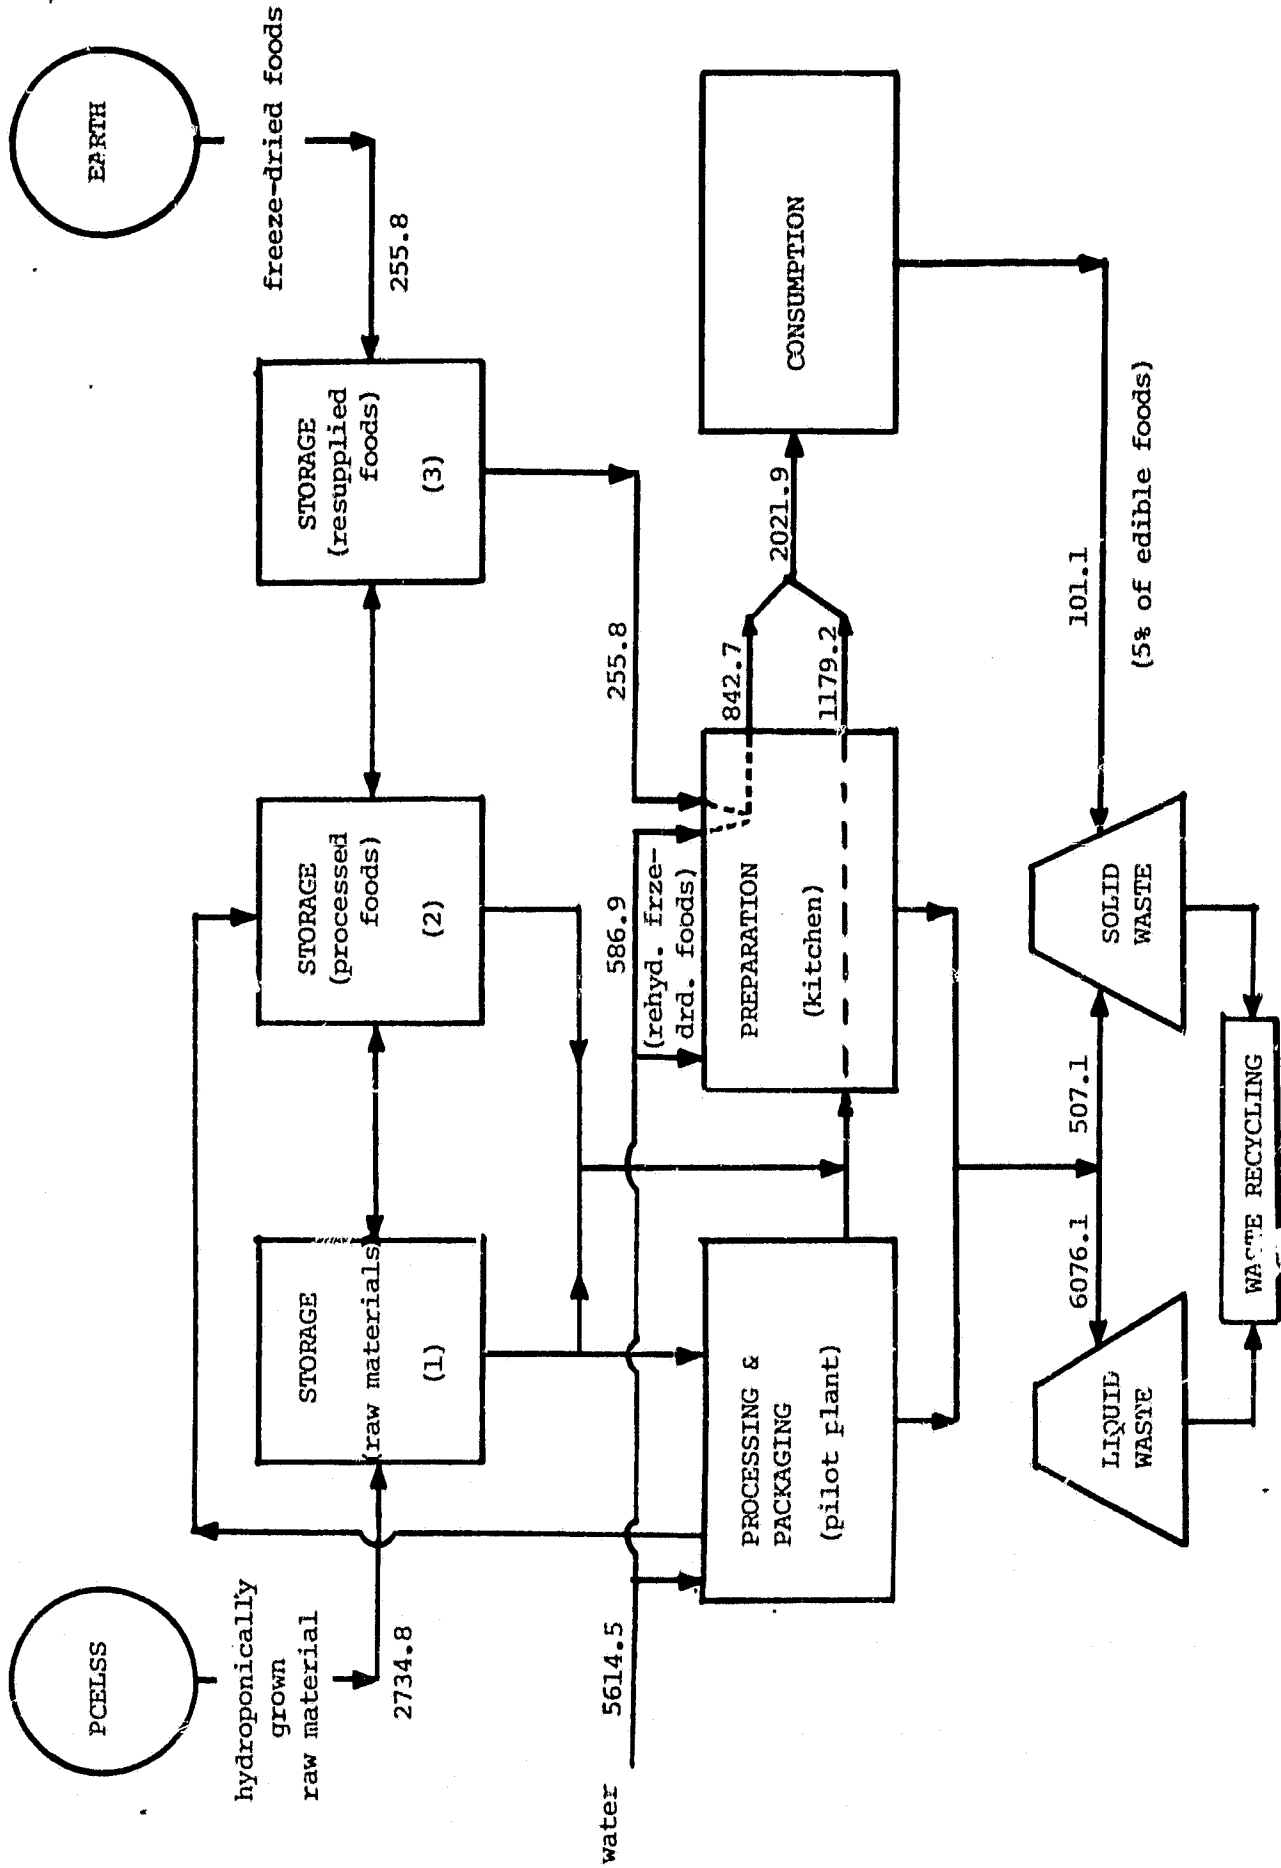 PCELSS
hydroponically
grown
raw material
2734.8
EARTH
freeze-dried foods
255.8
STORAGE
(raw materials)
(1)
STORAGE
(processed
foods)
(2)
STORAGE
(resupplied
foods)
(3)
water
5614.5
586.9
(rehyd. frze-
drd. foods)
255.8
PROCESSING &
PACKAGING
(pilot plant)
PREPARATION
(kitchen)
842.7
1179.2
2021.9
CONSUMPTION
6076.1
507.1
101.1
(5% of edible foods)
LIQUID
WASTE
SOLID
WASTE
WASTE RECYCLING